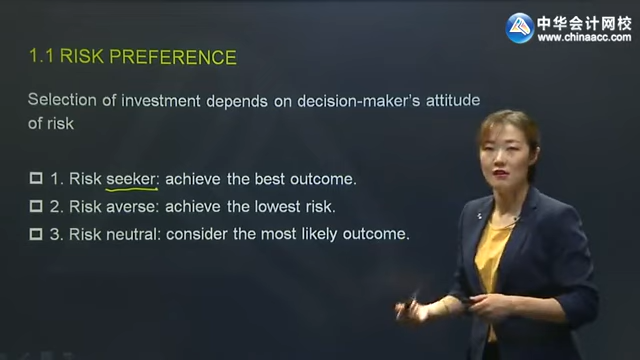 中华会计网校
www.chinaacc.com
1.1 RISK PREFERENCE
Selection of investment depends on decision-maker's attitude
of risk
1. Risk seeker: achieve the best outcome.
2. Risk averse: achieve the lowest risk.
3. Risk neutral: consider the most likely outcome.